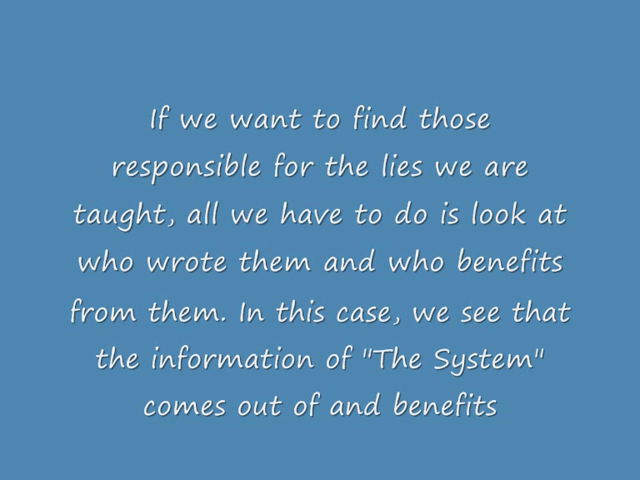 If we want to find those
responsible for the lies we are
taught, all we have to do is look at
who wrote them and who benefits
from them. In this case, we see that
the information of "The System"
comes out of and benefits